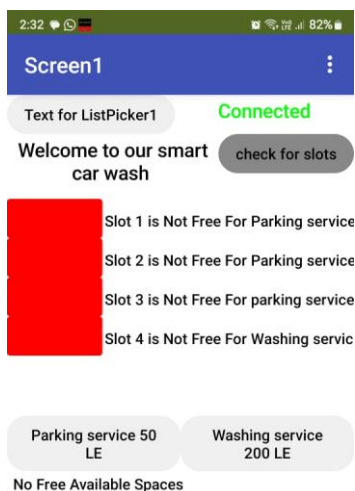 2:32
82%
Screen1
Text for ListPicker1
Connected
Welcome to our smart
car wash
check for slots
Slot 1 is Not Free For Parking service
Slot 2 is Not Free For Parking service
Slot 3 is Not Free For parking service
Slot 4 is Not Free For Washing servic
Parking service 50
LE
Washing service
200 LE
No Free Available Spaces